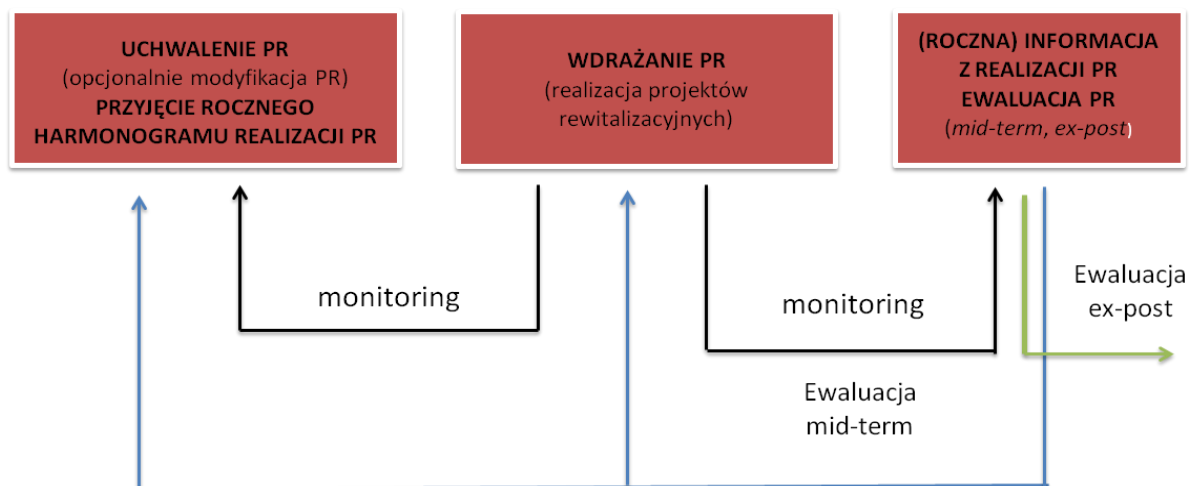 UCHWALENIE PR
(opcjonalnie modyfikacja PR)
PRZYJĘCIE ROCZNEGO
HARMONOGRAMU REALIZACJI PR
WDRAŻANIE PR
(realizacja projektów
rewitalizacyjnych)
(ROCZNA) INFORMACJA
Z REALIZACJI PR
EWALUACJA PR
(mid-term, ex-post)
monitoring
monitoring
Ewaluacja
ex-post
Ewaluacja
mid-term